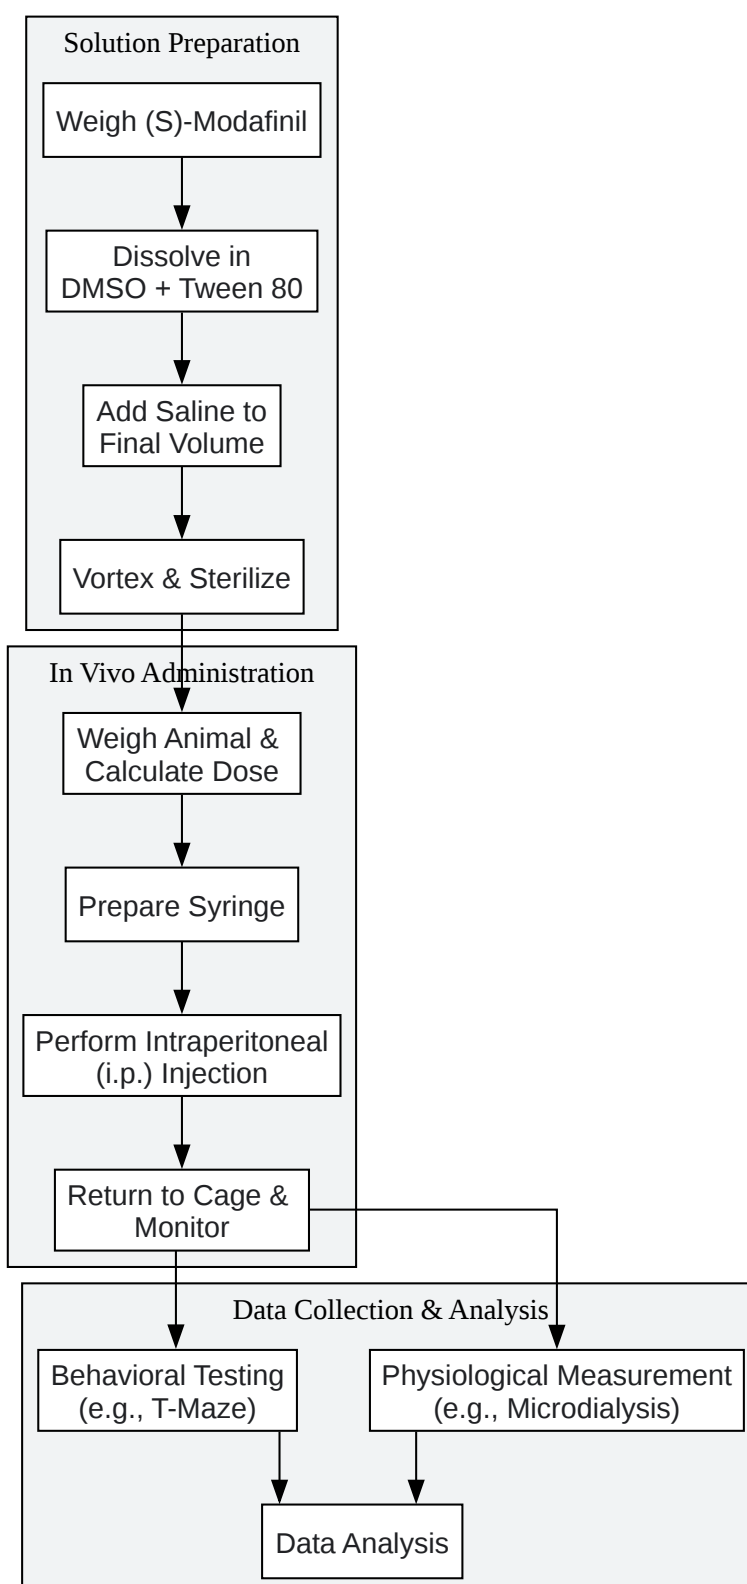 Solution Preparation
Weigh (S)-Modafinil
Dissolve in
DMSO + Tween 80
Add Saline to
Final Volume
Vortex & Sterilize
In Vivo Administration
Weigh Animal &
Calculate Dose
Prepare Syringe
Perform Intraperitoneal
(i.p.) Injection
Return to Cage &
Monitor
Data Collection & Analysis
Behavioral Testing
(e.g., T-Maze)
Physiological Measurement
(e.g., Microdialysis)
Data Analysis